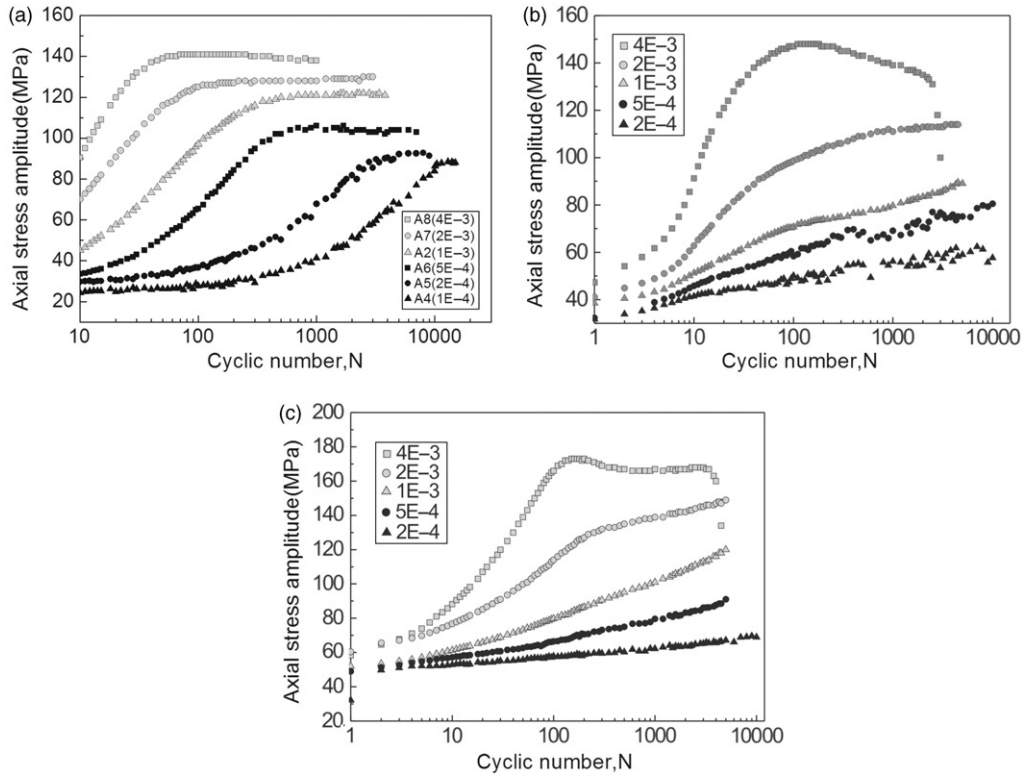 (a)
160
140
120
100
80
60
40
20
Axial stress amplitude(MPa)
10
100
1000
10000
Cyclic number,N
A8(4E–3)
A7(2E–3)
A2(1E–3)
A6(5E–4)
A5(2E–4)
A4(1E–4)
(b)
160
140
120
100
80
60
40
Axial stress amplitude(MPa)
1
10
100
1000
10000
Cyclic number,N
4E–3
2E–3
1E–3
5E–4
2E–4
(c)
200
180
160
140
120
100
80
60
40
20
Axial stress amplitude(MPa)
1
10
100
1000
10000
Cyclic number,N
4E–3
2E–3
1E–3
5E–4
2E–4